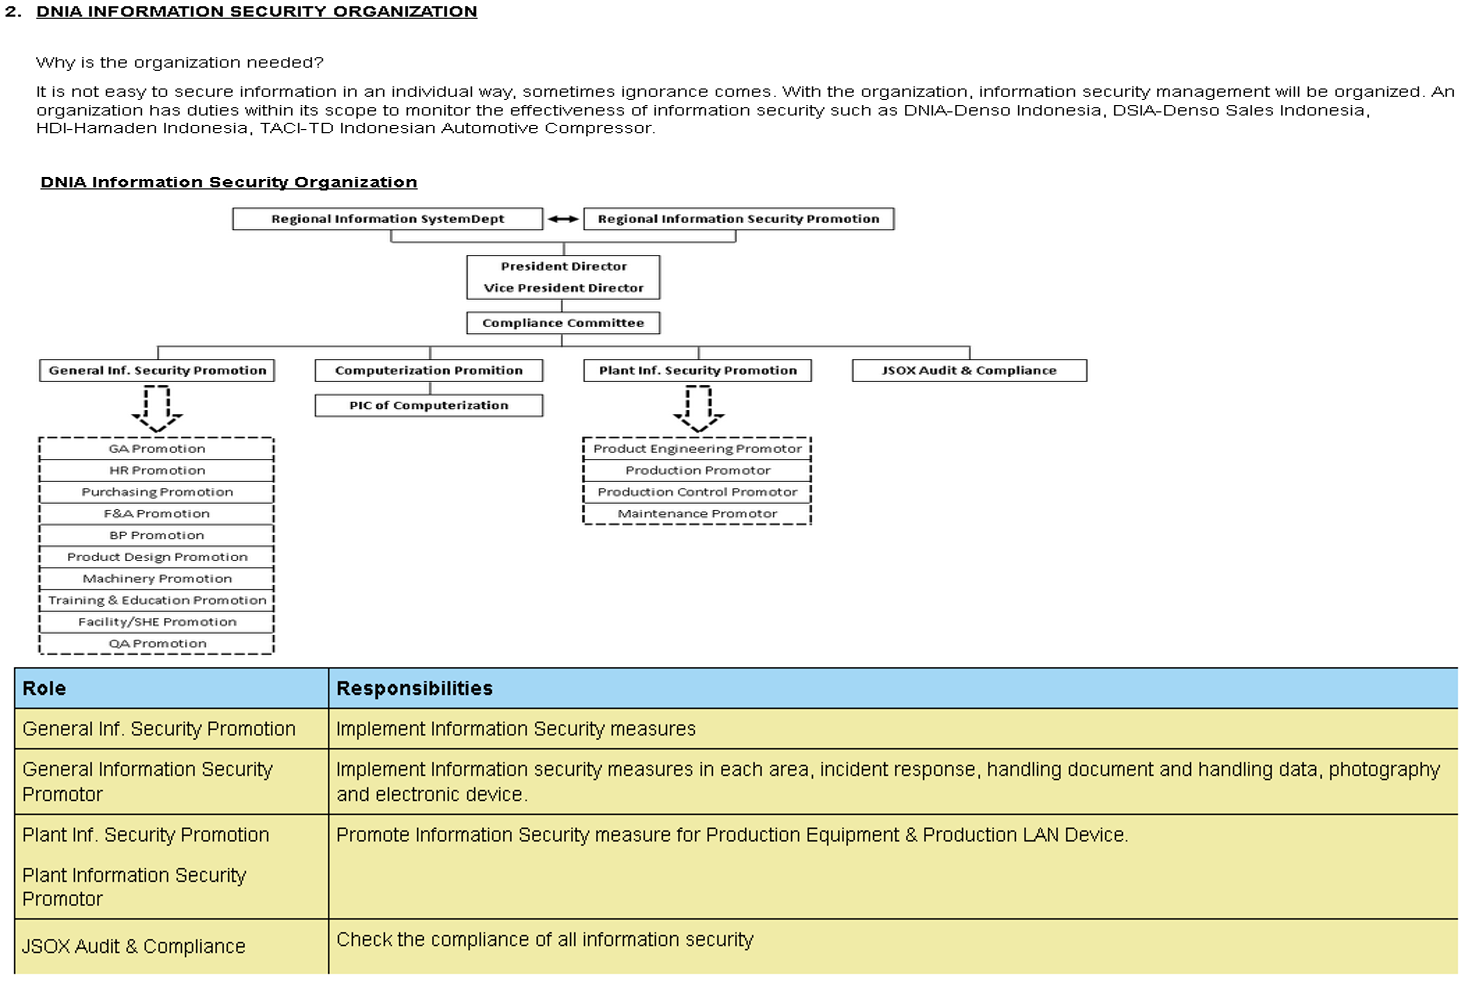 2. DNIA INFORMATION SECURITY ORGANIZATION
Why is the organization needed?
It is not easy to secure information in an individual way, sometimes ignorance comes. With the organization, information security management will be organized. An
organization has duties within its scope to monitor the effectiveness of information security such as DNIA-Denso Indonesia, DSIA-Denso Sales Indonesia,
HDI-Hamaden Indonesia, TACI-TD Indonesian Automotive Compressor.
DNIA Information Security Organization
Regional Information SystemDept
Regional Information Security Promotion
President Director
Vice President Director
Compliance Committee
General Inf. Security Promotion
Computerization Promition
Plant Inf. Security Promotion
JSOX Audit & Compliance
PIC of Computerization
GA Promotion
HR Promotion
Purchasing Promotion
F&A Promotion
BP Promotion
Product Design Promotion
Machinery Promotion
Training & Education Promotion
Facility/SHE Promotion
QA Promotion
Product Engineering Promotor
Production Promotor
Production Control Promotor
Maintenance Promotor
Role
Responsibilities
General Inf. Security Promotion
Implement Information Security measures
General Information Security
Promotor
Implement Information security measures in each area, incident response, handling document and handling data, photography
and electronic device.
Plant Inf. Security Promotion
Plant Information Security
Promotor
Promote Information Security measure for Production Equipment & Production LAN Device.
JSOX Audit & Compliance
Check the compliance of all information security